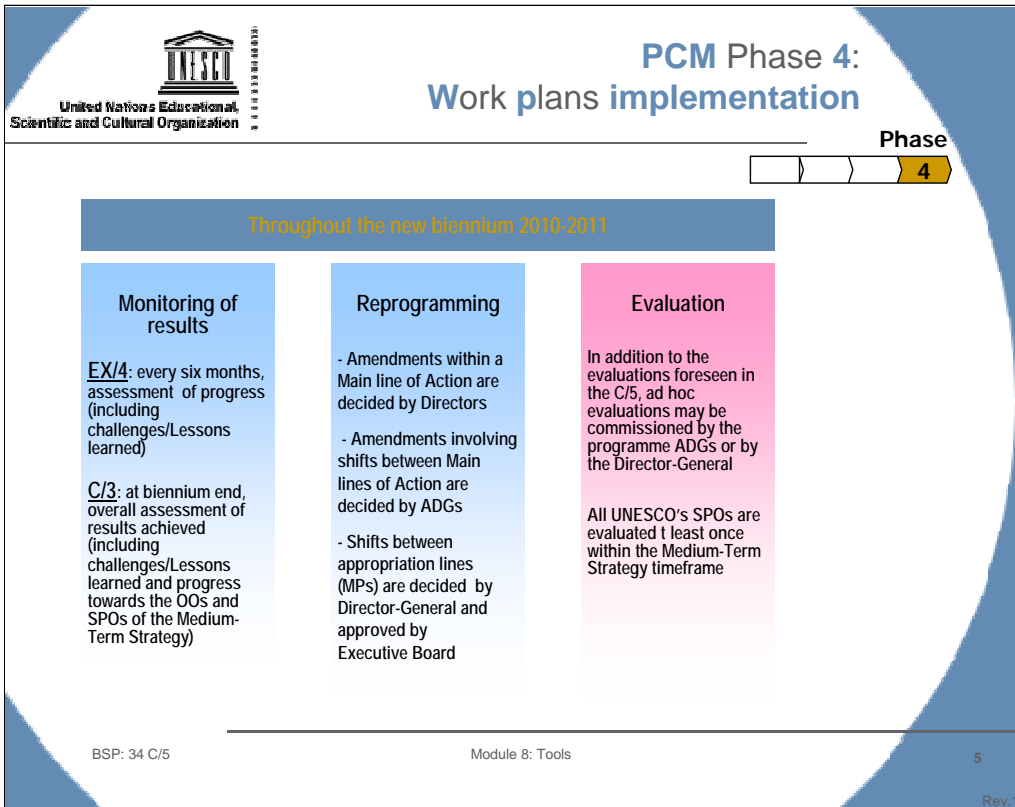 UNESCO
United Nations Educational,
Scientific and Cultural Organization
PCM Phase 4:
Work plans implementation
Phase
4
Throughout the new biennium 2010-2011
Monitoring of
results
EX/4: every six months,
assessment of progress
(including
challenges/Lessons
learned)
C/3: at biennium end,
overall assessment of
results achieved
(including
challenges/Lessons
learned and progress
towards the OOs and
SPOs of the Medium-
Term Strategy)
Reprogramming
- Amendments within a
Main line of Action are
decided by Directors
- Amendments involving
shifts between Main
lines of Action are
decided by ADGs
- Shifts between
appropriation lines
(MPs) are decided by
Director-General and
approved by
Executive Board
Evaluation
In addition to the
evaluations foreseen in
the C/5, ad hoc
evaluations may be
commissioned by the
programme ADGs or by
the Director-General
All UNESCO's SPOs are
evaluated t least once
within the Medium-Term
Strategy timeframe
BSP: 34 C/5
Module 8: Tools
5